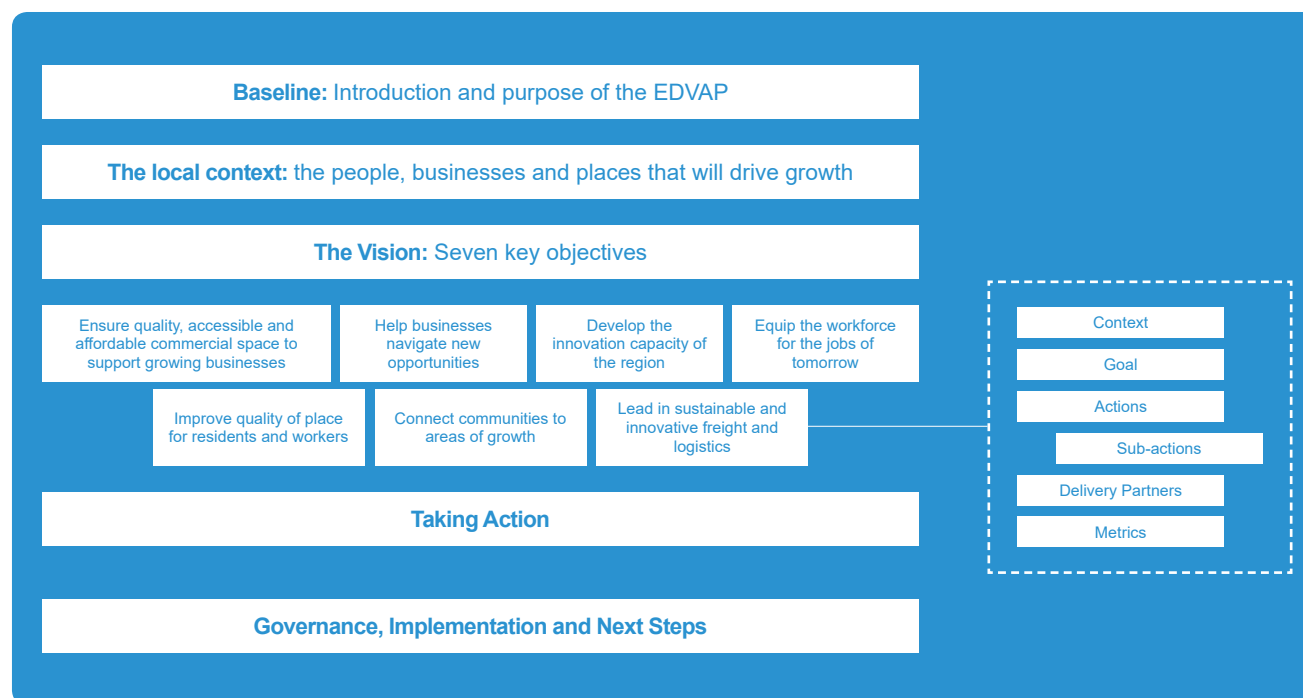 Baseline: Introduction and purpose of the EDVAP
The local context: the people, businesses and places that will drive growth
The Vision: Seven key objectives
Ensure quality, accessible and
affordable commercial space to
support growing businesses
Help businesses
navigate new
opportunities
Develop the
innovation capacity of
the region
Equip the workforce
for the jobs of
tomorrow
Improve quality of place
for residents and workers
Connect communities to
areas of growth
Lead in sustainable and
innovative freight and
logistics
Taking Action
Governance, Implementation and Next Steps
Context
Goal
Actions
Sub-actions
Delivery Partners
Metrics